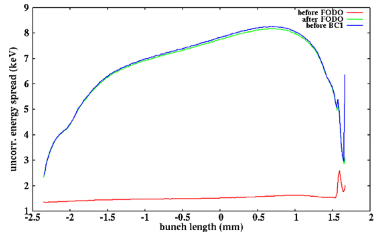 9
8
7
6
5
4
3
2
1
uncorr. energy spread (keV)
before FODO
after FODO
before BC1
-2.5 -2 -1.5 -1 -0.5 0 0.5 1 1.5 2
bunch length (mm)